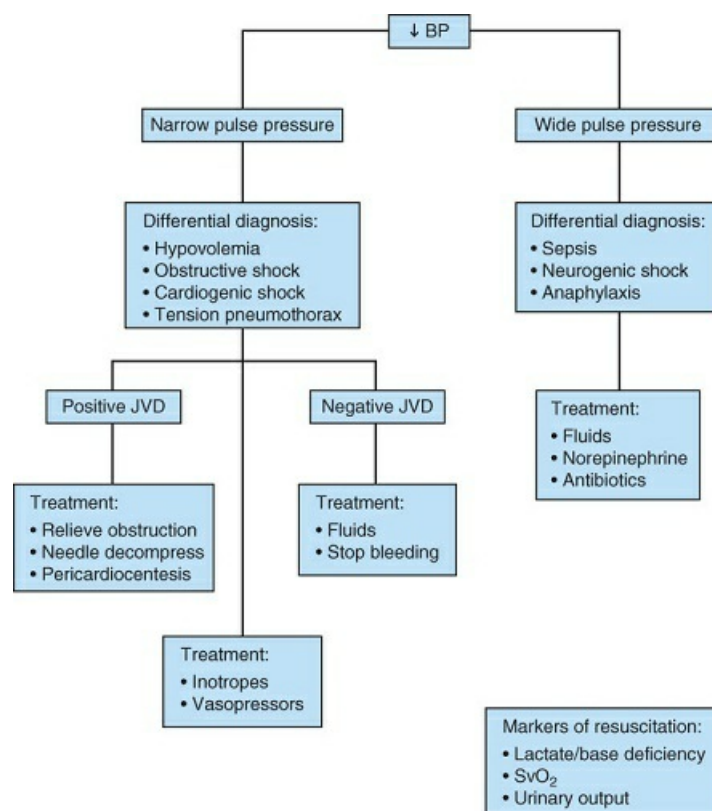 ↓ BP
Narrow pulse pressure
Wide pulse pressure
Differential diagnosis:
• Hypovolemia
• Obstructive shock
• Cardiogenic shock
• Tension pneumothorax
Differential diagnosis:
• Sepsis
• Neurogenic shock
• Anaphylaxis
Positive JVD
Negative JVD
Treatment:
• Fluids
• Norepinephrine
• Antibiotics
Treatment:
• Relieve obstruction
• Needle decompress
• Pericardiocentesis
Treatment:
• Fluids
• Stop bleeding
Treatment:
• Inotropes
• Vasopressors
Markers of resuscitation:
• Lactate/base deficiency
• SvO₂
• Urinary output